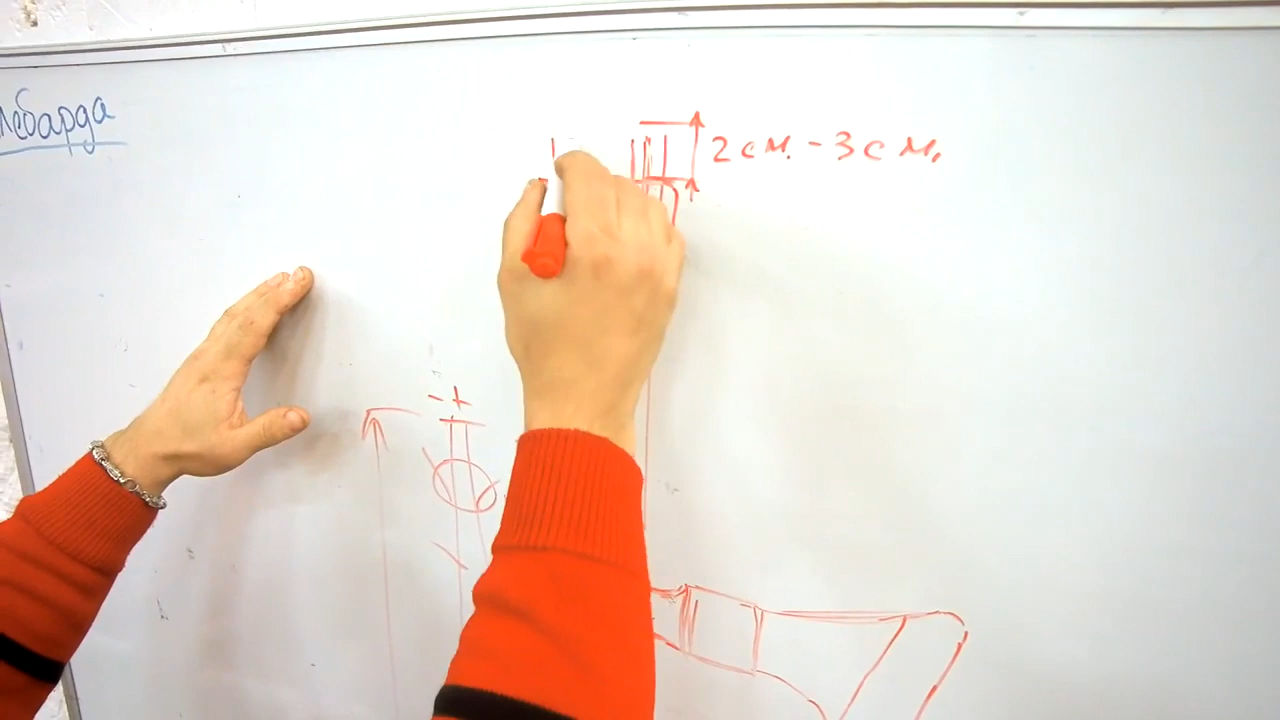 лебарда
2 см. - 3 см.
- +